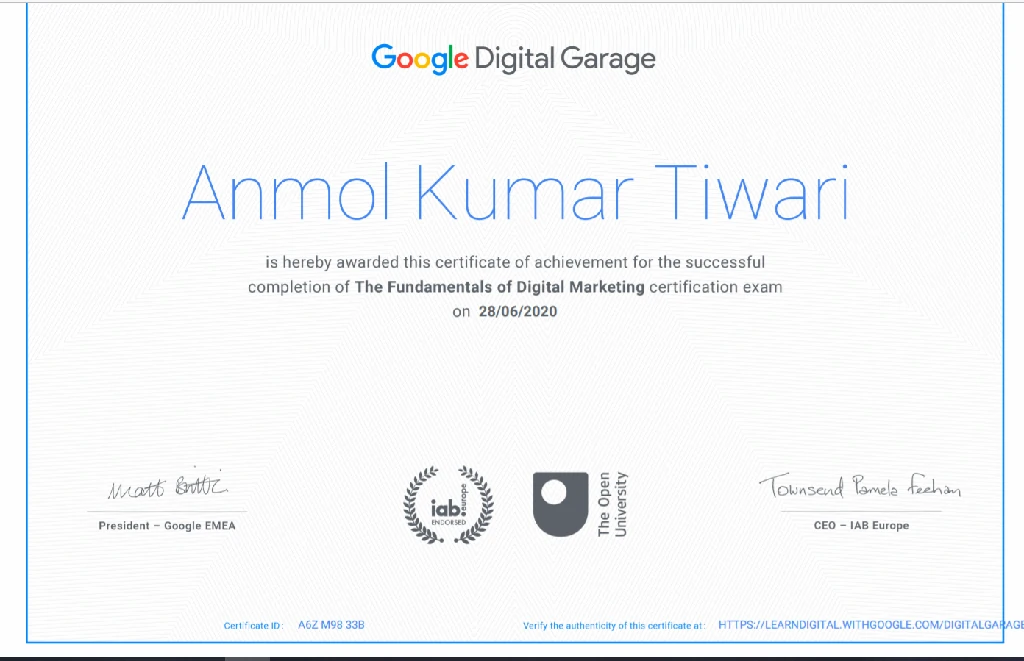 Google Digital Garage
Anmol Kumar Tiwari
is hereby awarded this certificate of achievement for the successful
completion of The Fundamentals of Digital Marketing certification exam
on 28/06/2020
Matt Brittin
President – Google EMEA
iab europe
ENDORSED
The Open
University
Townsend Pamela Feehan
CEO – IAB Europe
Certificate ID: A6Z M98 33B
Verify the authenticity of this certificate at: HTTPS://LEARNDIGITAL.WITHGOOGLE.COM/DIGITALGARAGE